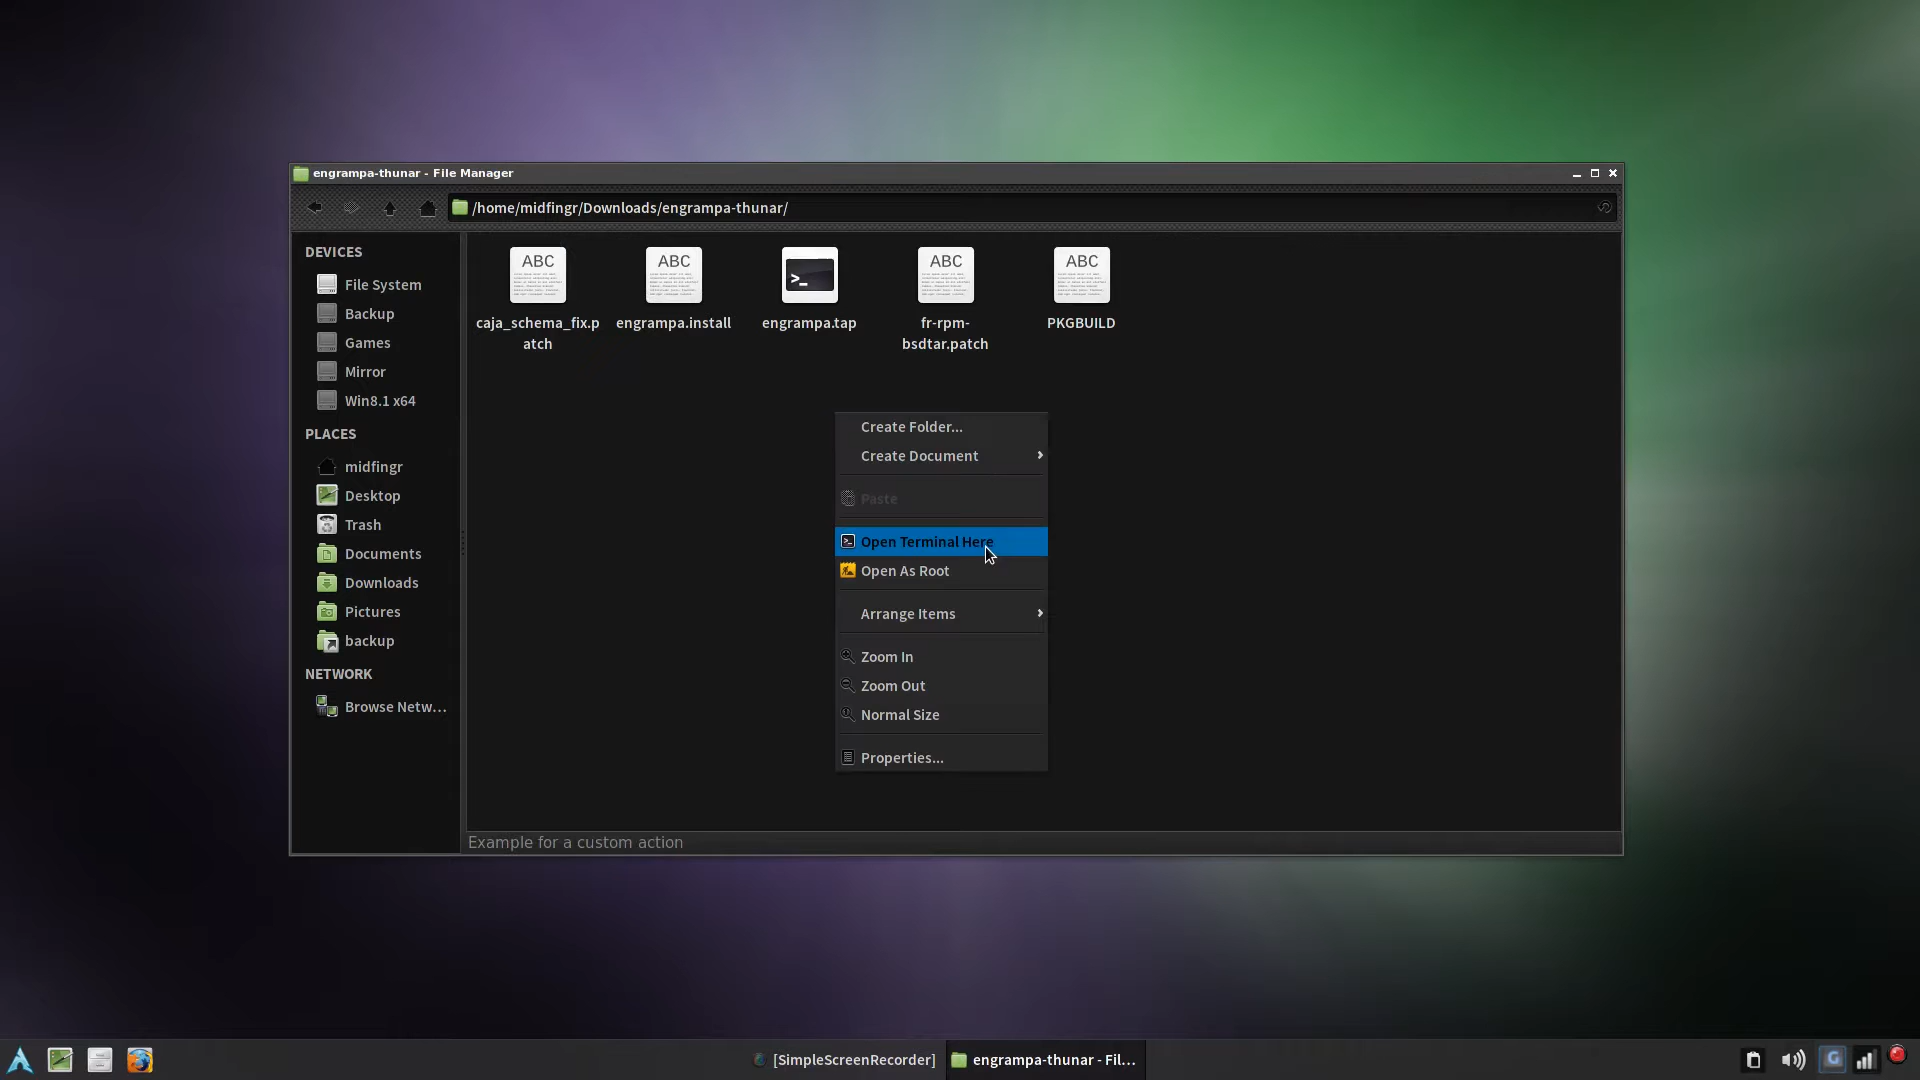 engrampa-thunar - File Manager
/home/midfingr/Downloads/engrampa-thunar/
DEVICES
File System
Backup
Games
Mirror
Win8.1 x64
PLACES
midfingr
Desktop
Trash
Documents
Downloads
Pictures
backup
NETWORK
Browse Netw...
ABC
caja_schema_fix.p
atch
ABC
engrampa.install
>_
engrampa.tap
ABC
fr-rpm-
bsdtar.patch
ABC
PKGBUILD
Create Folder...
Create Document
Paste
Open Terminal Here
Open As Root
Arrange Items
Zoom In
Zoom Out
Normal Size
Properties...
Example for a custom action
[SimpleScreenRecorder]
engrampa-thunar - Fil...
G